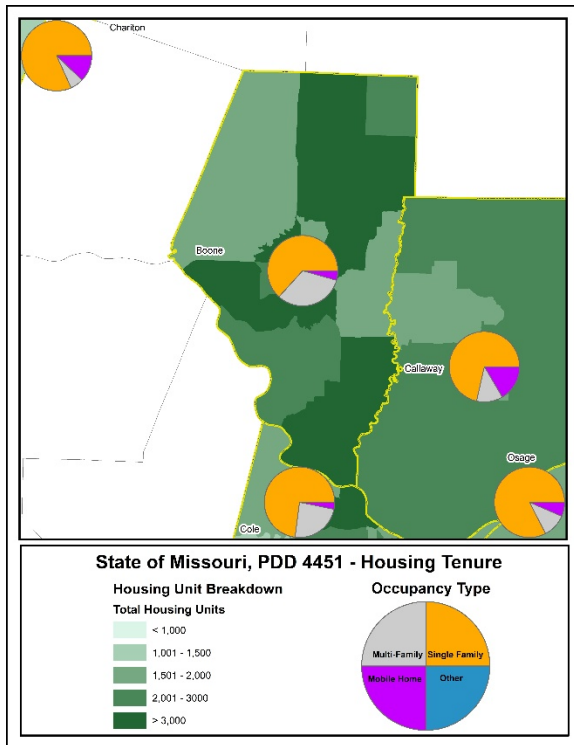 Chariton
Boone
Callaway
Osage
Cole
State of Missouri, PDD 4451 - Housing Tenure
Housing Unit Breakdown
Occupancy Type
Total Housing Units
< 1,000
1,001 - 1,500
1,501 - 2,000
2,001 - 3000
> 3,000
Multi-Family
Single Family
Mobile Home
Other